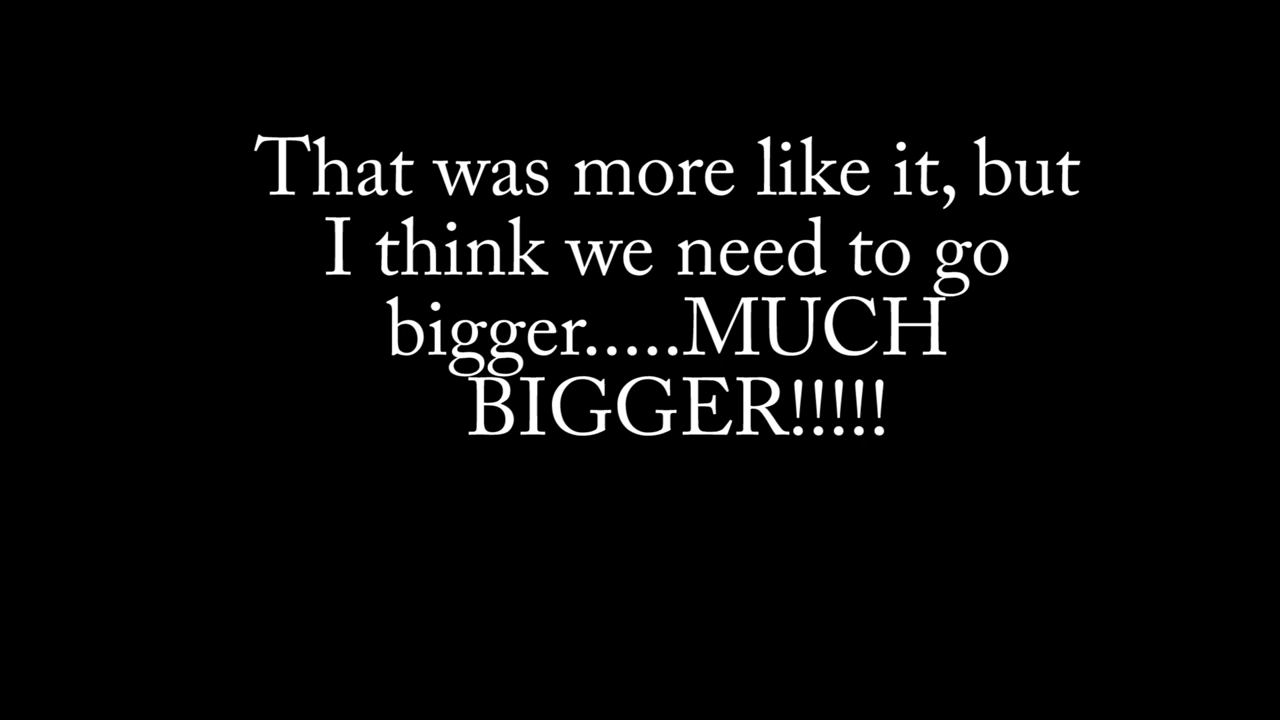 That was more like it, but
I think we need to go
bigger.....MUCH
BIGGER!!!!!